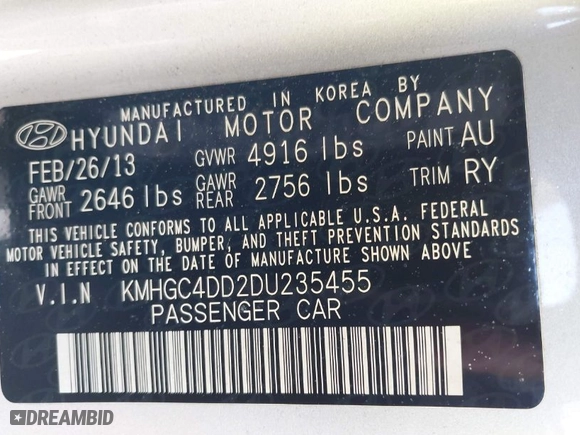 MANUFACTURED IN KOREA BY
HYUNDAI MOTOR COMPANY
FEB/26/13 GVWR 4916 lbs PAINT AU
GAWR FRONT 2646 lbs GAWR REAR 2756 lbs TRIM RY
THIS VEHICLE CONFORMS TO ALL APPLICABLE U.S.A. FEDERAL
MOTOR VEHICLE SAFETY, BUMPER, AND THEFT PREVENTION STANDARDS
IN EFFECT ON THE DATE OF MANUFACTURE SHOWN ABOVE
V.I.N KMHGC4DD2DU235455
PASSENGER CAR
DREAMBID